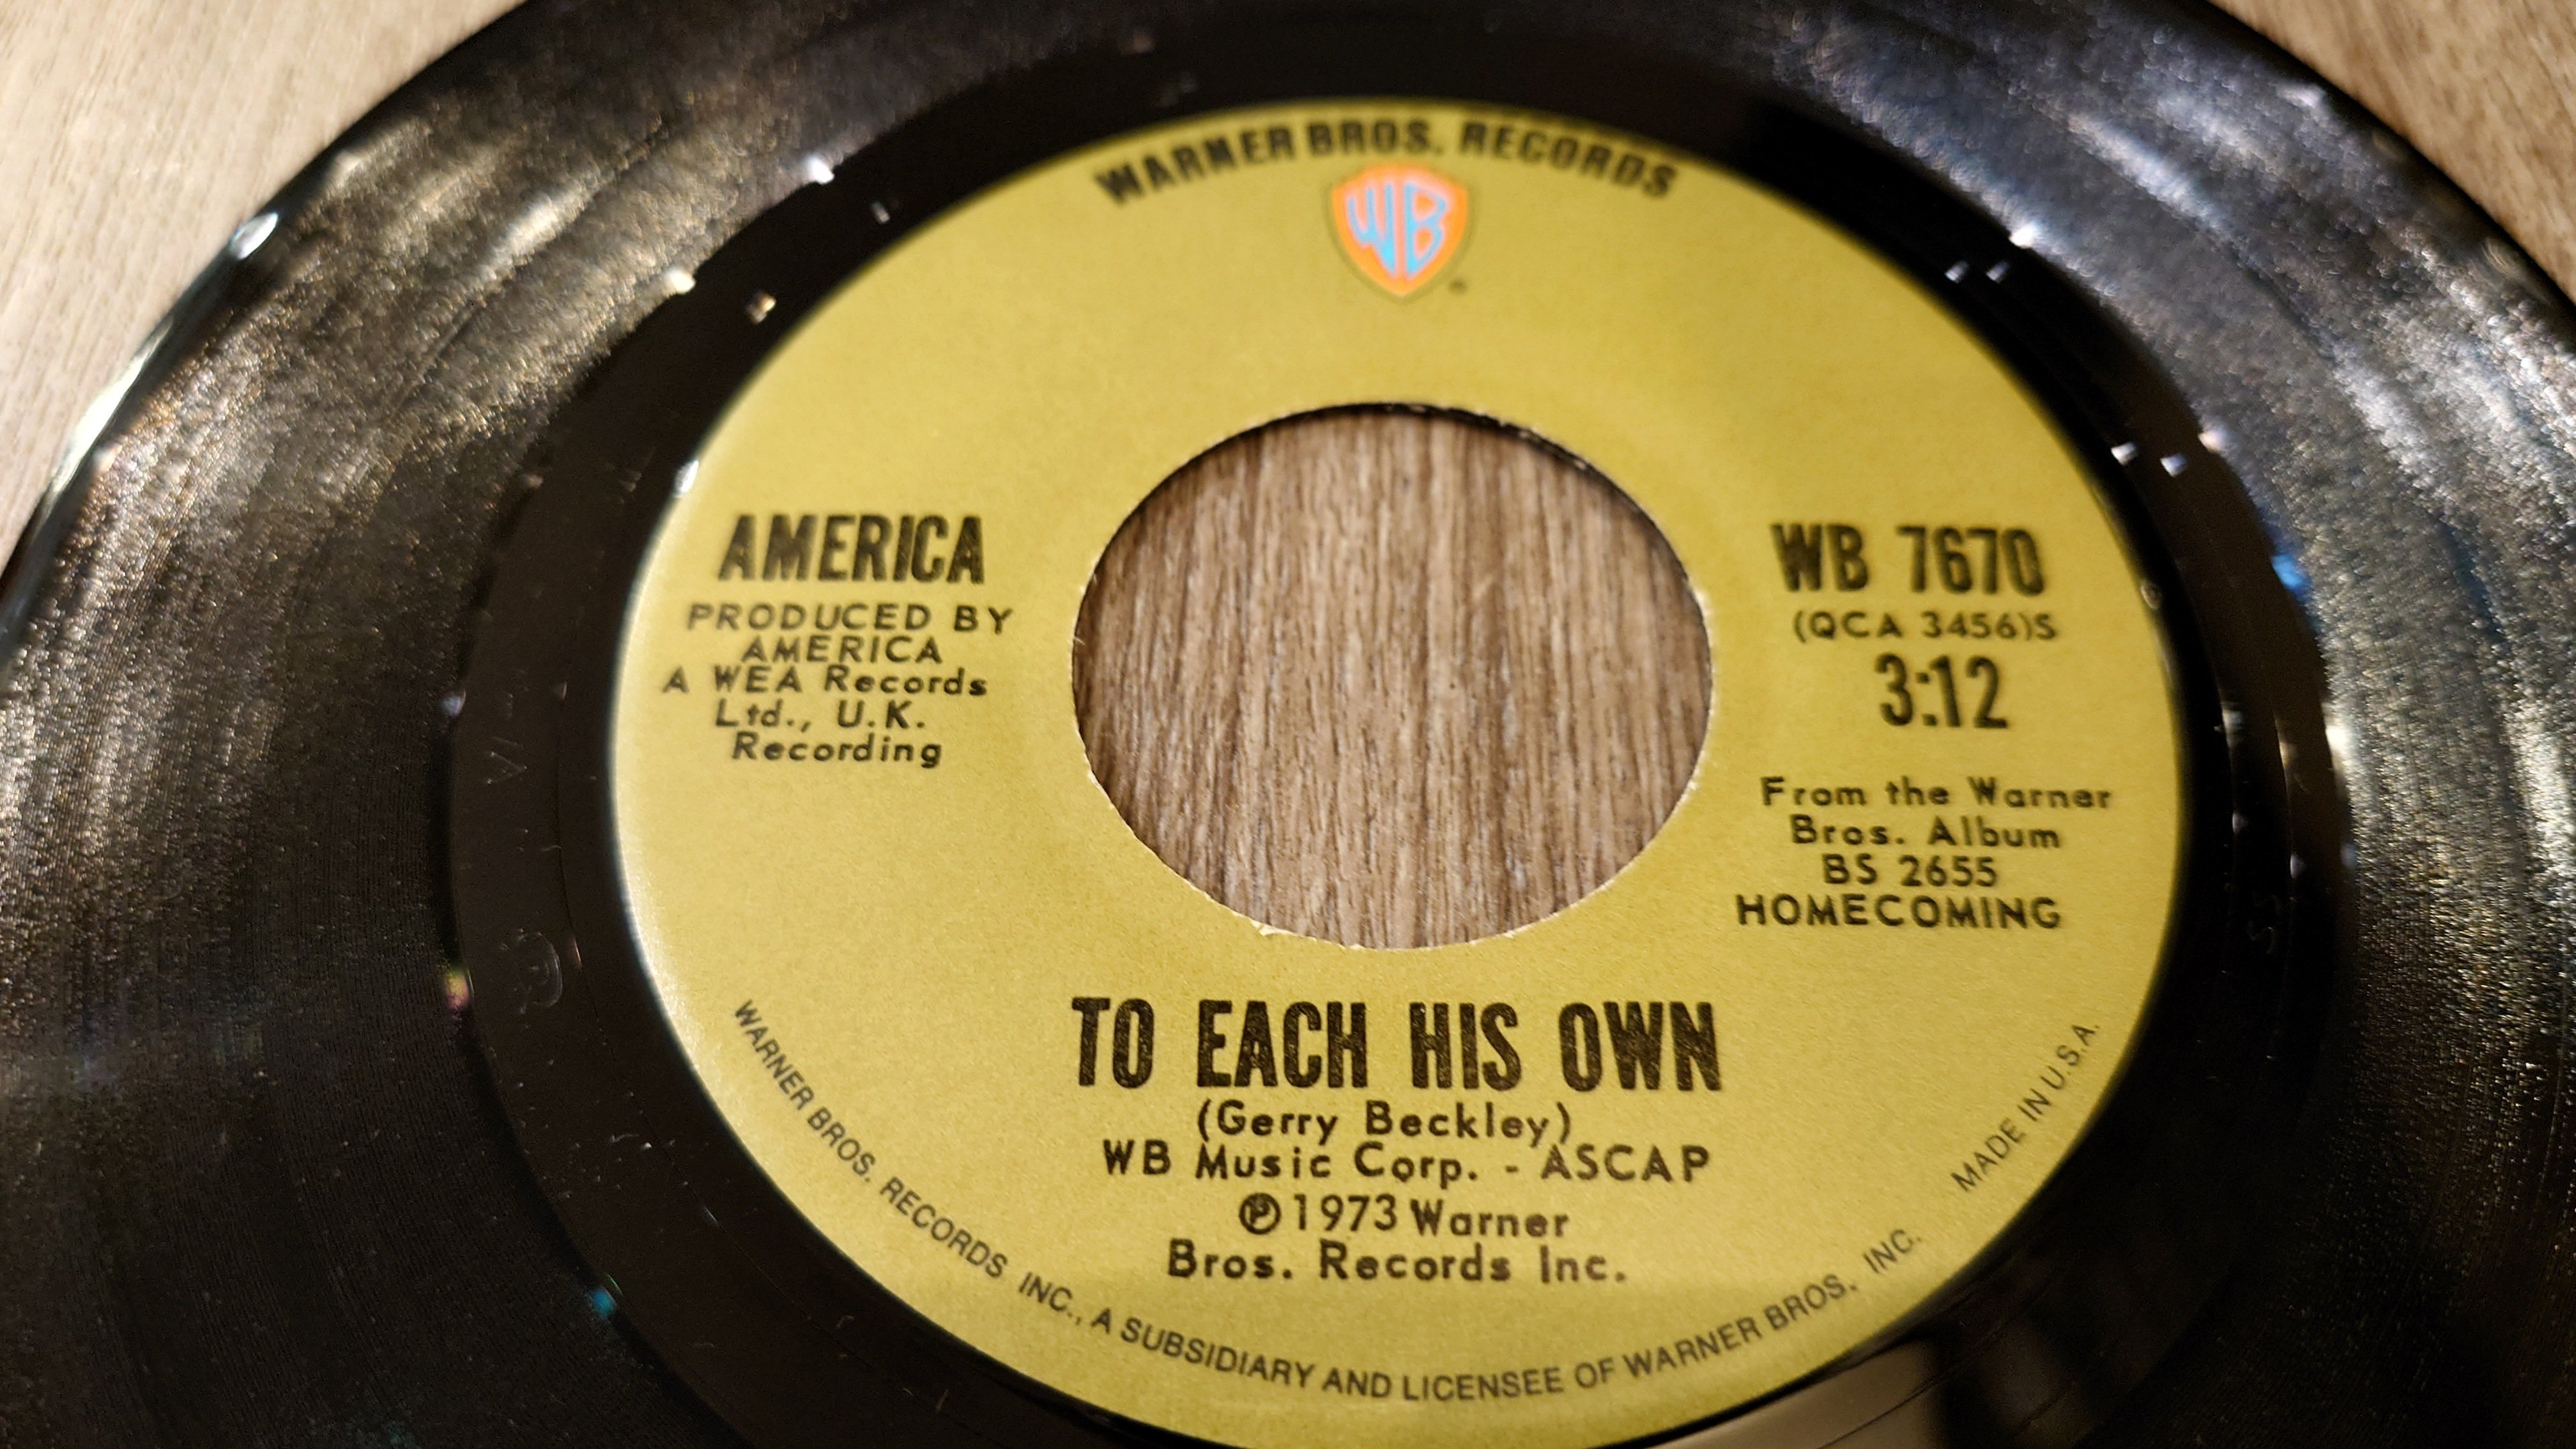 WARNER BROS. RECORDS
WB
AMERICA
PRODUCED BY
AMERICA
A WEA Records
Ltd., U.K.
Recording
WB 7670
(QCA 3456)S
3:12
From the Warner
Bros. Album
BS 2655
HOMECOMING
TO EACH HIS OWN
(Gerry Beckley)
WB Music Corp. - ASCAP
℗1973 Warner
Bros. Records Inc.
WARNER BROS. RECORDS INC., A SUBSIDIARY AND LICENSEE OF WARNER BROS. INC.
MADE IN U.S.A.